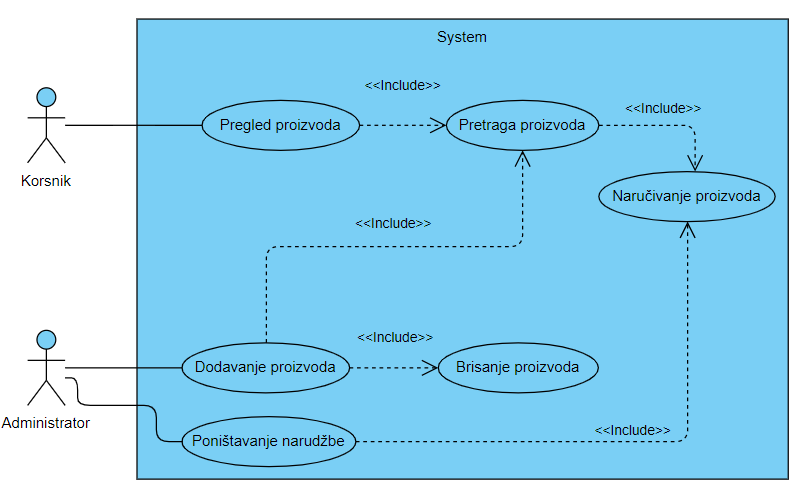 System
<<Include>>
<<Include>>
Pregled proizvoda
Pretraga proizvoda
Korsnik
Naručivanje proizvoda
<<Include>>
<<Include>>
Dodavanje proizvoda
Brisanje proizvoda
Administrator
<<Include>>
Poništavanje narudžbe